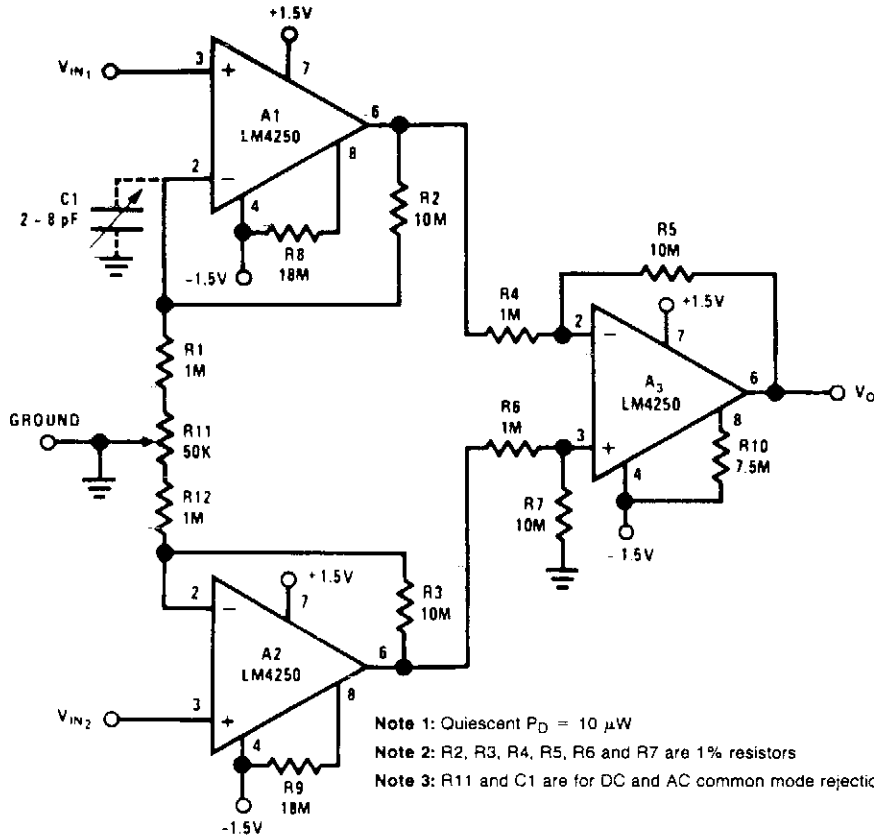 +1.5V
V_IN1
3
+
7
A1
LM4250
6
8
2
−
4
C1
2 - 8 pF
R8
18M
-1.5V
R2
10M
R5
10M
R4
1M
+1.5V
2
−
7
A3
LM4250
6
V_O
8
R1
1M
GROUND
R11
50K
R12
1M
R6
1M
3
+
4
R10
7.5M
R7
10M
- 1.5V
+1.5V
2
−
7
R3
10M
A2
LM4250
6
8
V_IN2
3
+
4
R9
18M
-1.5V
Note 1: Quiescent P_D = 10 μW
Note 2: R2, R3, R4, R5, R6 and R7 are 1% resistors
Note 3: R11 and C1 are for DC and AC common mode rejectio